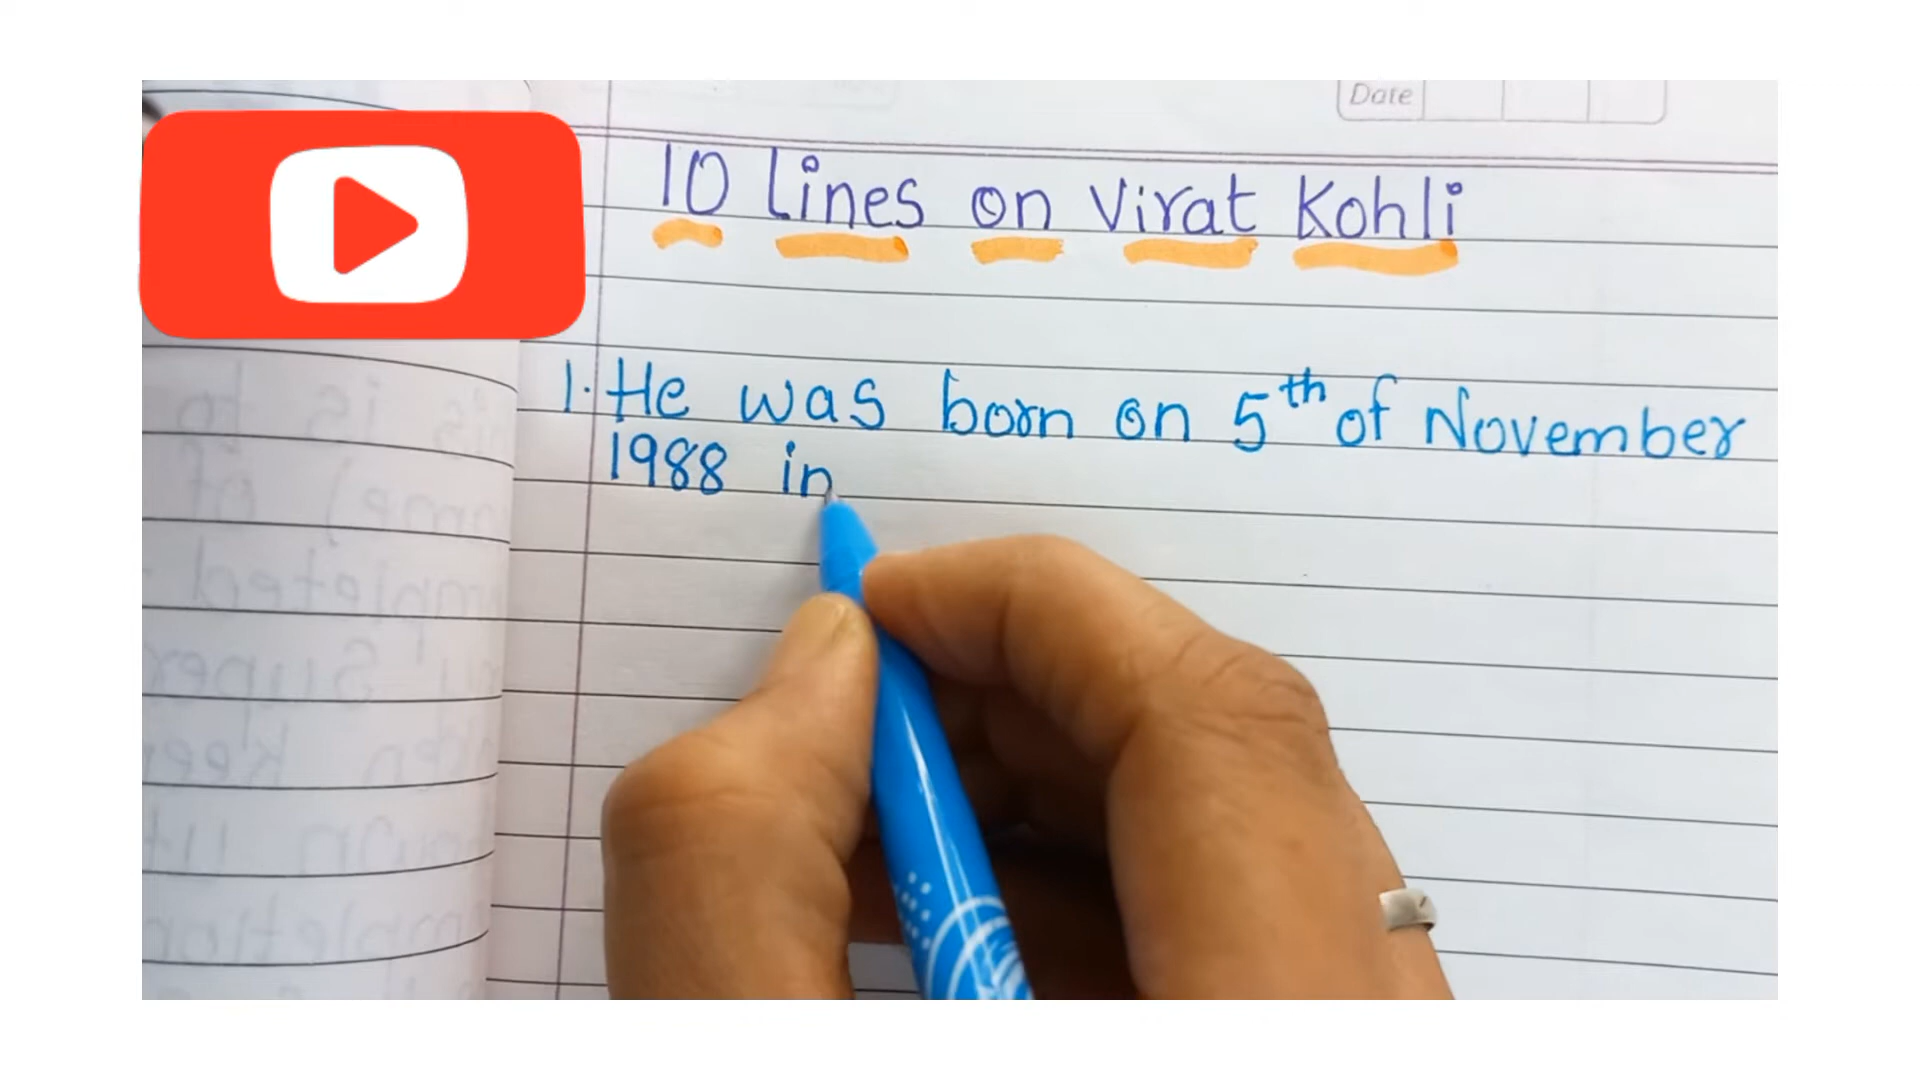 Date
10 Lines on Virat Kohli
1. He was born on 5th of November
1988 in